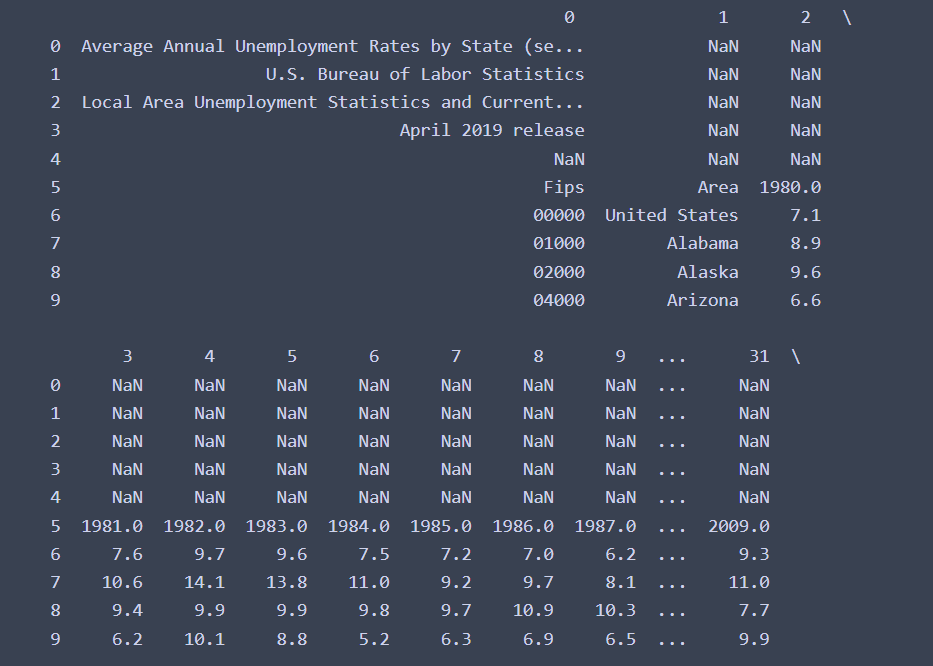 0 1 2 \
0 Average Annual Unemployment Rates by State (se... NaN NaN
1 U.S. Bureau of Labor Statistics NaN NaN
2 Local Area Unemployment Statistics and Current... NaN NaN
3 April 2019 release NaN NaN
4 NaN NaN NaN
5 Fips Area 1980.0
6 00000 United States 7.1
7 01000 Alabama 8.9
8 02000 Alaska 9.6
9 04000 Arizona 6.6
3 4 5 6 7 8 9 ... 31 \
0 NaN NaN NaN NaN NaN NaN NaN ... NaN
1 NaN NaN NaN NaN NaN NaN NaN ... NaN
2 NaN NaN NaN NaN NaN NaN NaN ... NaN
3 NaN NaN NaN NaN NaN NaN NaN ... NaN
4 NaN NaN NaN NaN NaN NaN NaN ... NaN
5 1981.0 1982.0 1983.0 1984.0 1985.0 1986.0 1987.0 ... 2009.0
6 7.6 9.7 9.6 7.5 7.2 7.0 6.2 ... 9.3
7 10.6 14.1 13.8 11.0 9.2 9.7 8.1 ... 11.0
8 9.4 9.9 9.9 9.8 9.7 10.9 10.3 ... 7.7
9 6.2 10.1 8.8 5.2 6.3 6.9 6.5 ... 9.9